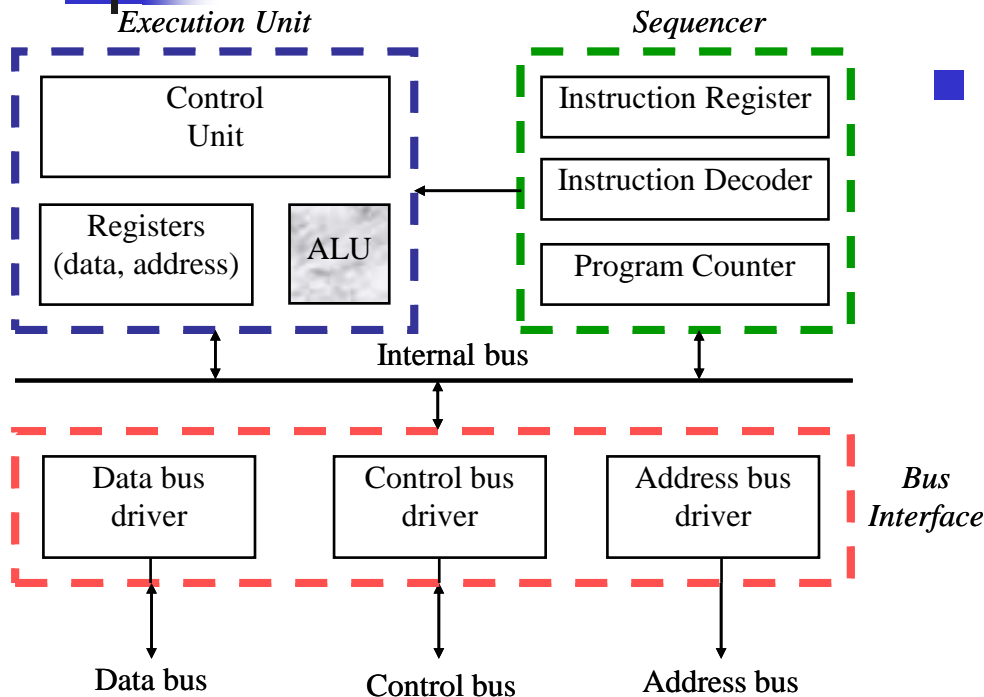 Execution Unit
Sequencer
Control
Unit
Registers
(data, address)
ALU
Instruction Register
Instruction Decoder
Program Counter
Internal bus
Data bus
driver
Control bus
driver
Address bus
driver
Bus
Interface
Data bus
Control bus
Address bus